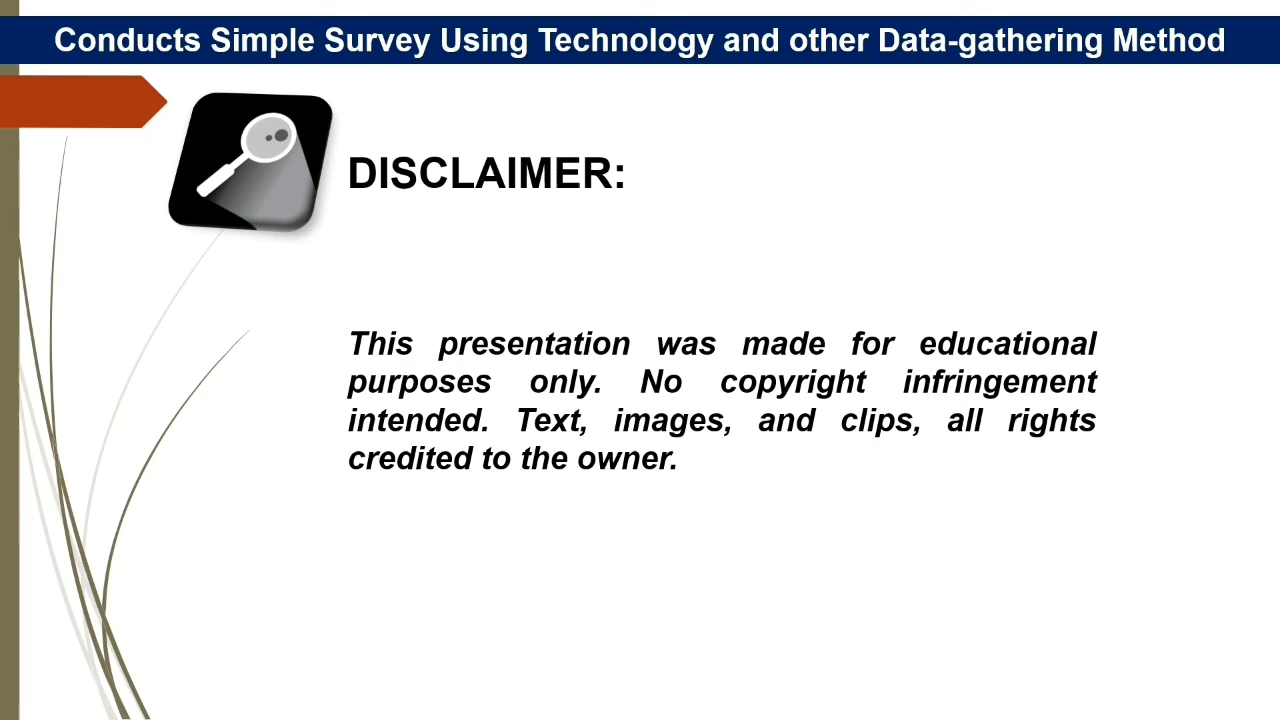 Conducts Simple Survey Using Technology and other Data-gathering Method
DISCLAIMER:
This presentation was made for educational
purposes only. No copyright infringement
intended. Text, images, and clips, all rights
credited to the owner.